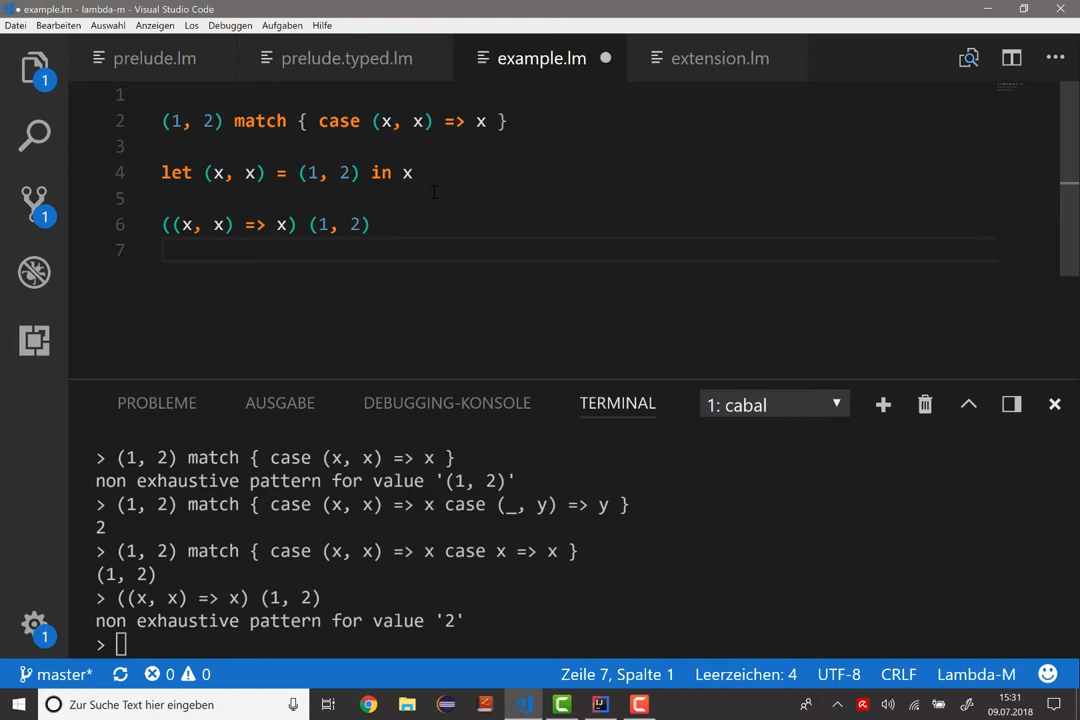 example.lm - lambda-m - Visual Studio Code
Datei Bearbeiten Auswahl Anzeigen Los Debuggen Aufgaben Hilfe
prelude.lm prelude.typed.lm example.lm extension.lm
1
2 (1, 2) match { case (x, x) => x }
3
4 let (x, x) = (1, 2) in x
5
6 ((x, x) => x) (1, 2)
7
1
1
1
PROBLEME AUSGABE DEBUGGING-KONSOLE TERMINAL 1: cabal
> (1, 2) match { case (x, x) => x }
non exhaustive pattern for value '(1, 2)'
> (1, 2) match { case (x, x) => x case (_, y) => y }
2
> (1, 2) match { case (x, x) => x case x => x }
(1, 2)
> ((x, x) => x) (1, 2)
non exhaustive pattern for value '2'
>
master* 0 0 Zeile 7, Spalte 1 Leerzeichen: 4 UTF-8 CRLF Lambda-M
Zur Suche Text hier eingeben
15:31
09.07.2018